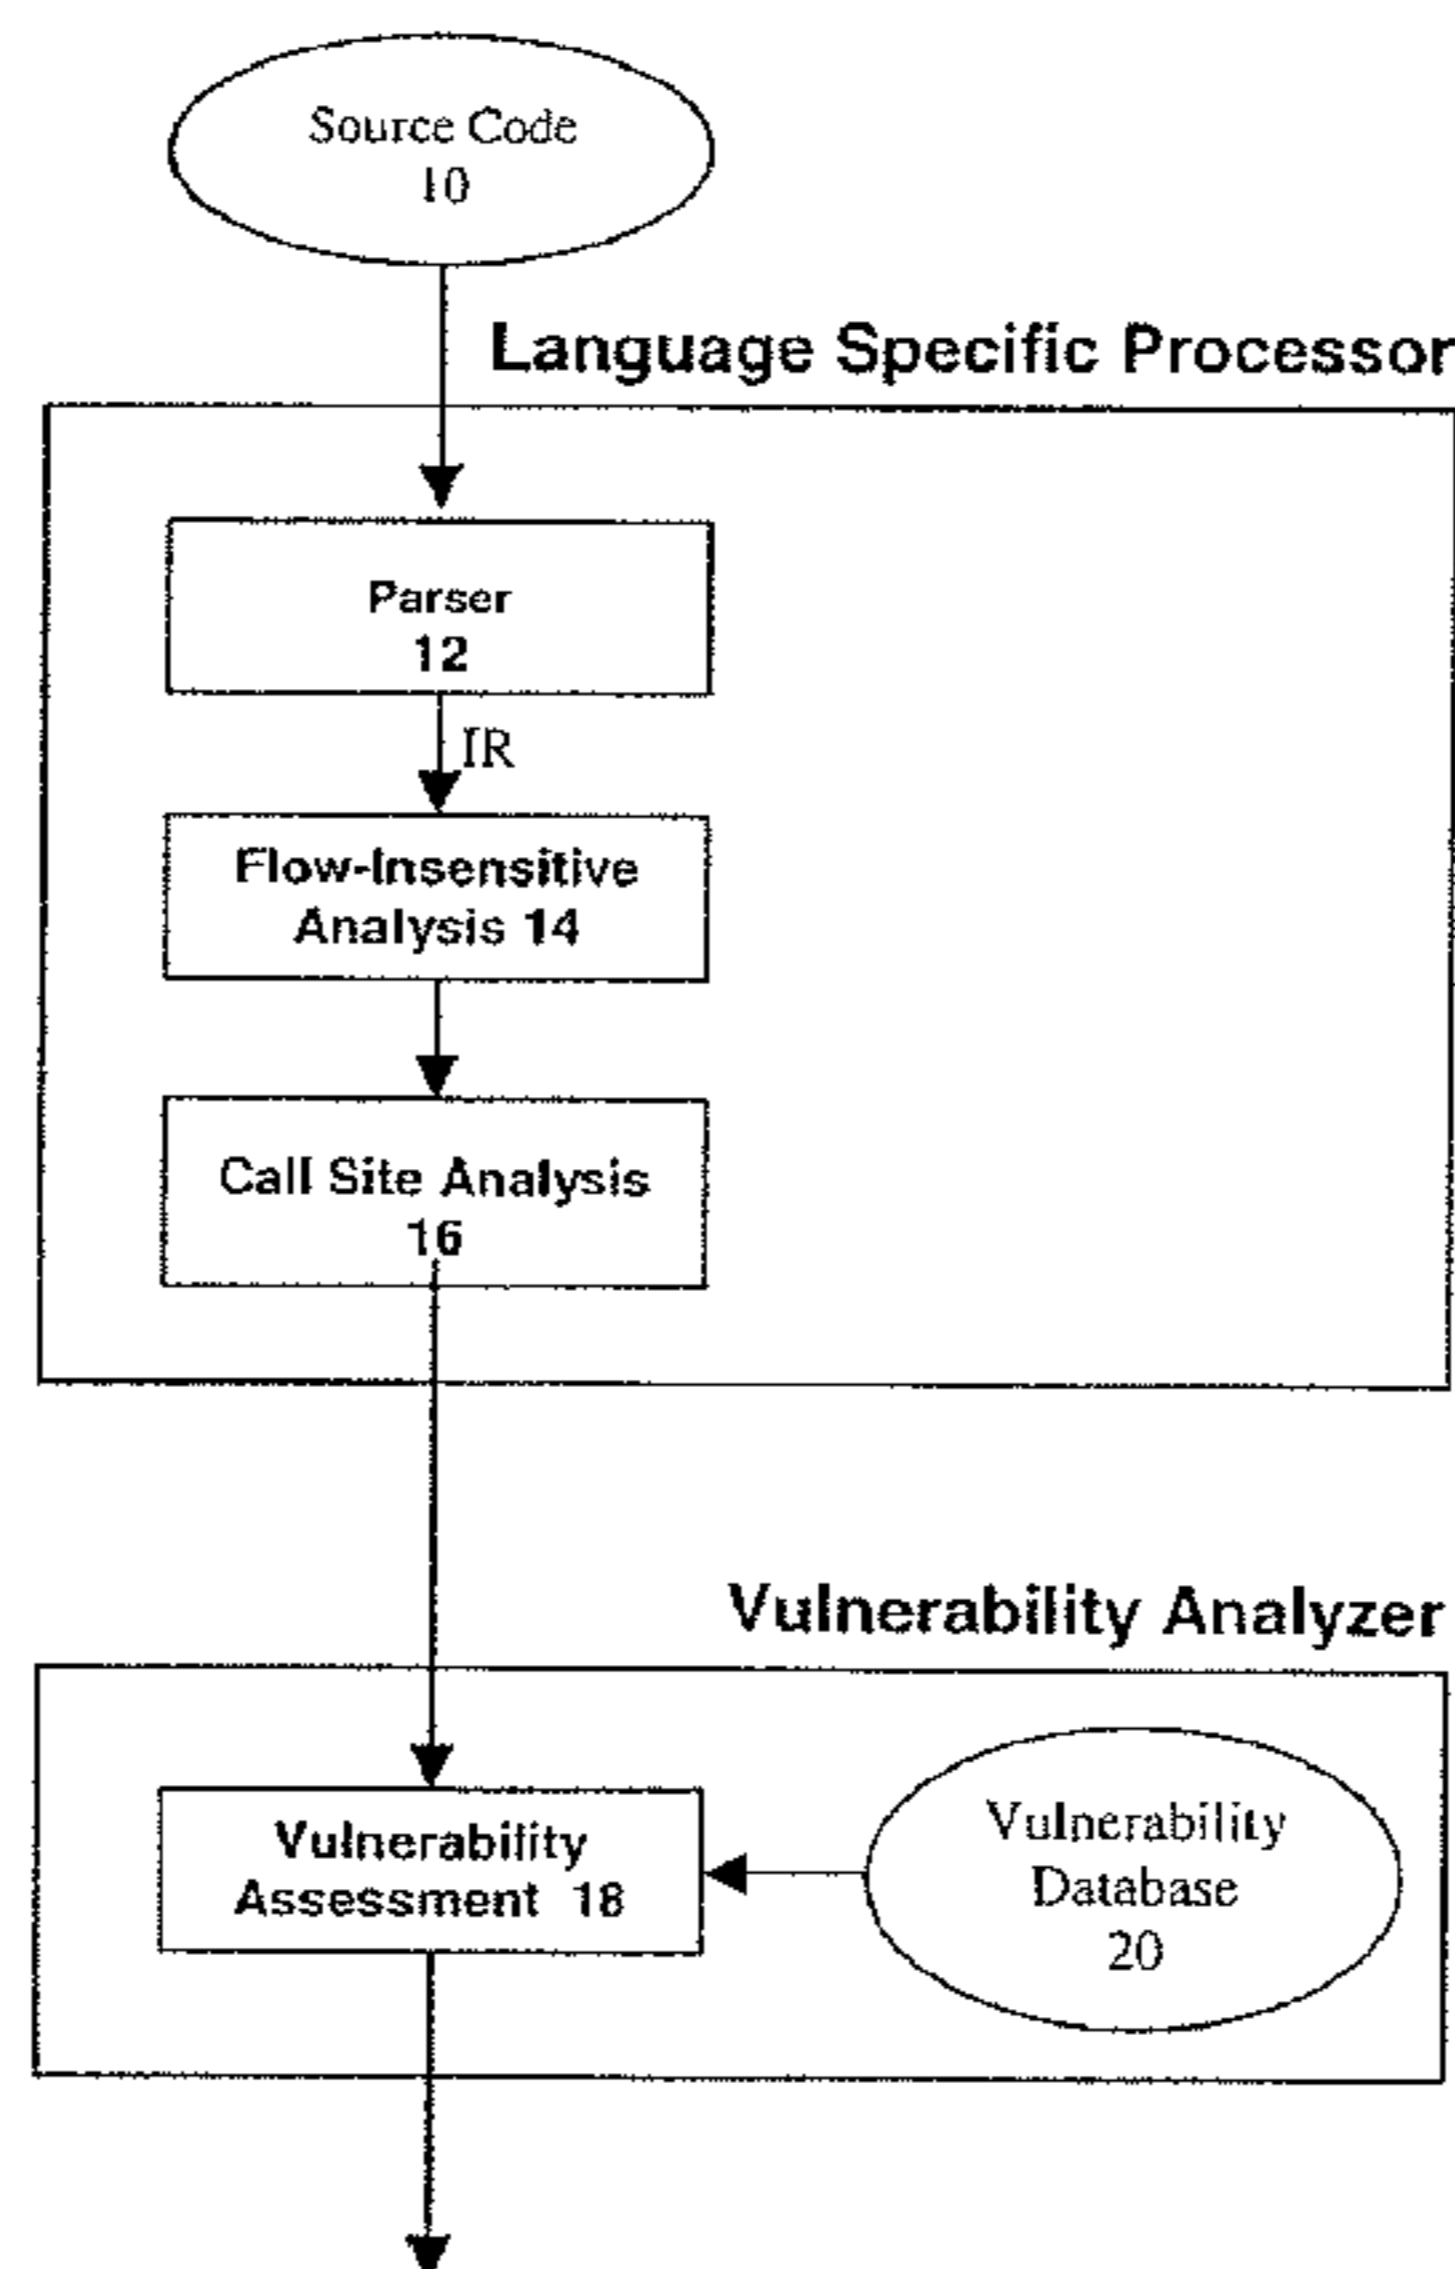 Source Code
10
Language Specific Processor
Parser
12
IR
Flow-Insensitive
Analysis 14
Call Site Analysis
16
Vulnerability Analyzer
Vulnerability
Assessment 18
Vulnerability
Database
20